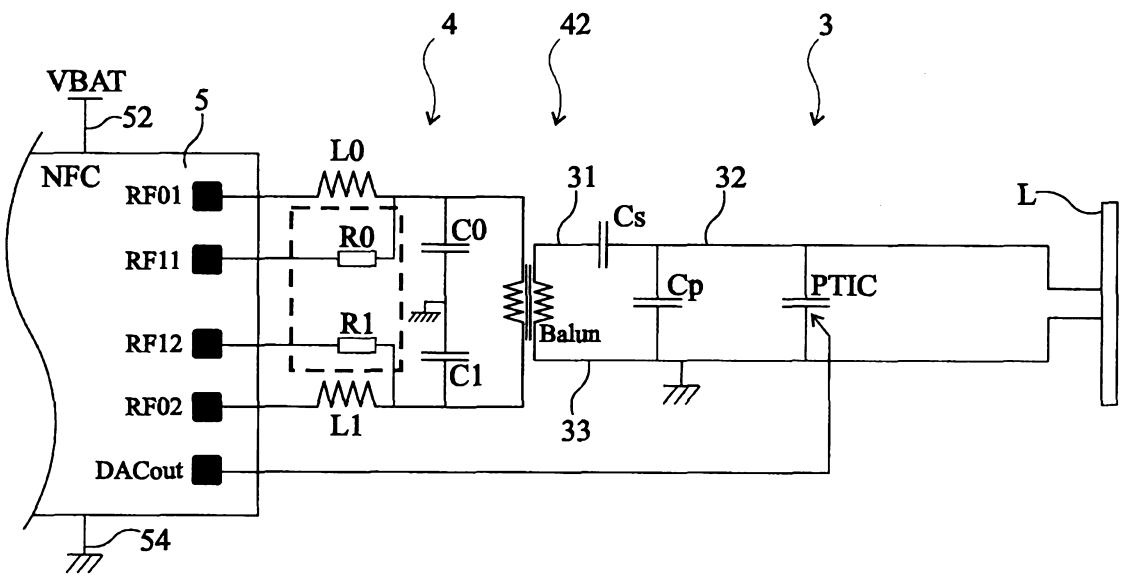 4
42
3
VBAT
52
5
NFC
L0
RF01
31
Cs
32
L
C0
RF11
R0
Cp
PTIC
RF12
R1
Balun
C1
RF02
L1
33
DACout
54